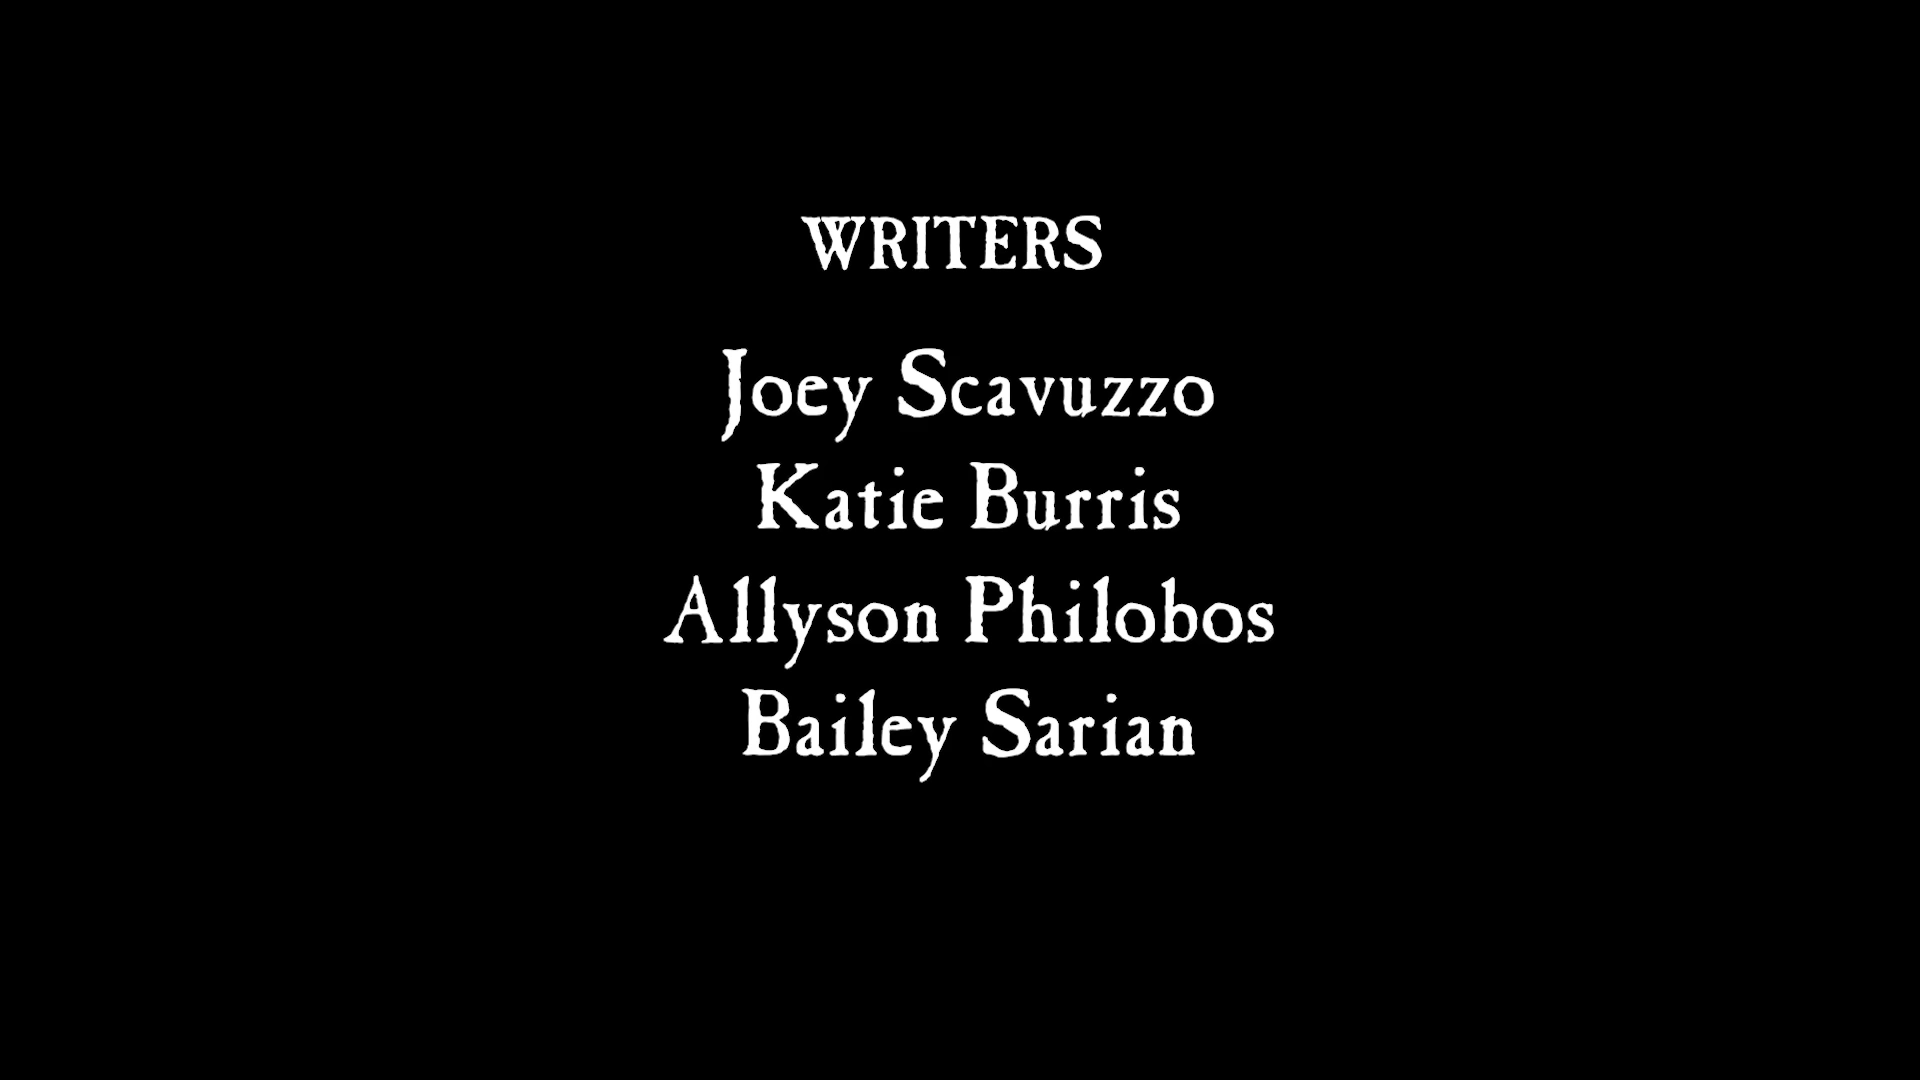 WRITERS
Joey Scavuzzo
Katie Burris
Allyson Philobos
Bailey Sarian